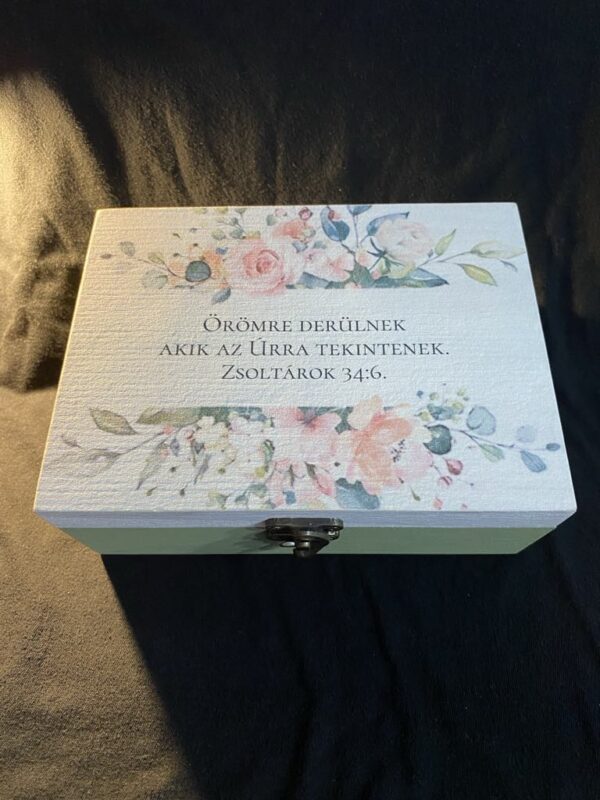 Örömre derülnek
akik az Úrra tekintenek.
Zsoltárok 34:6.